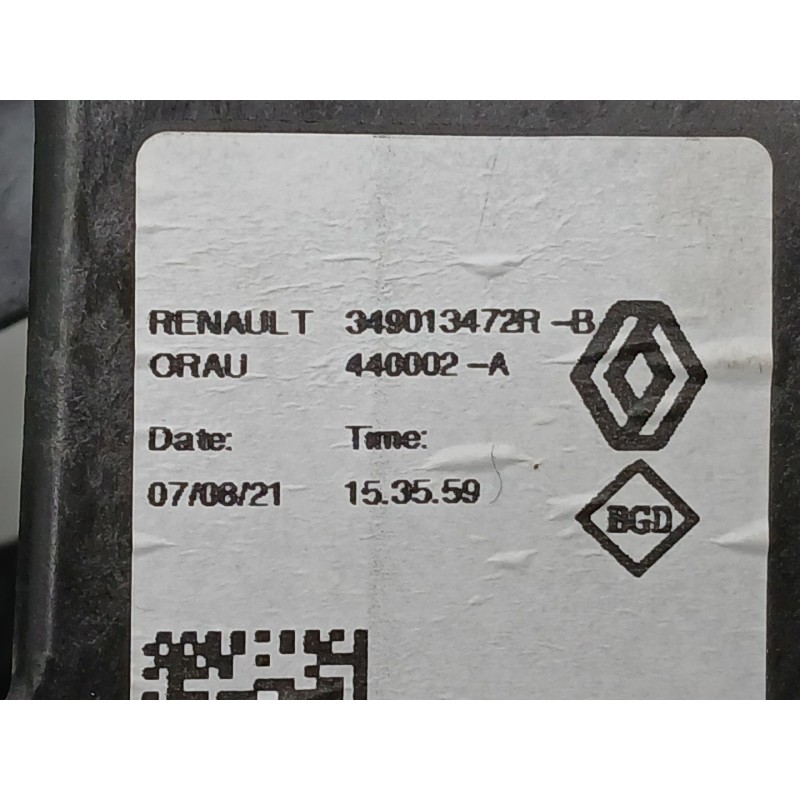 RENAULT 349013472R -B
ORAU 440002 -A
Date: Time:
07/08/21 15.35.59
BGD